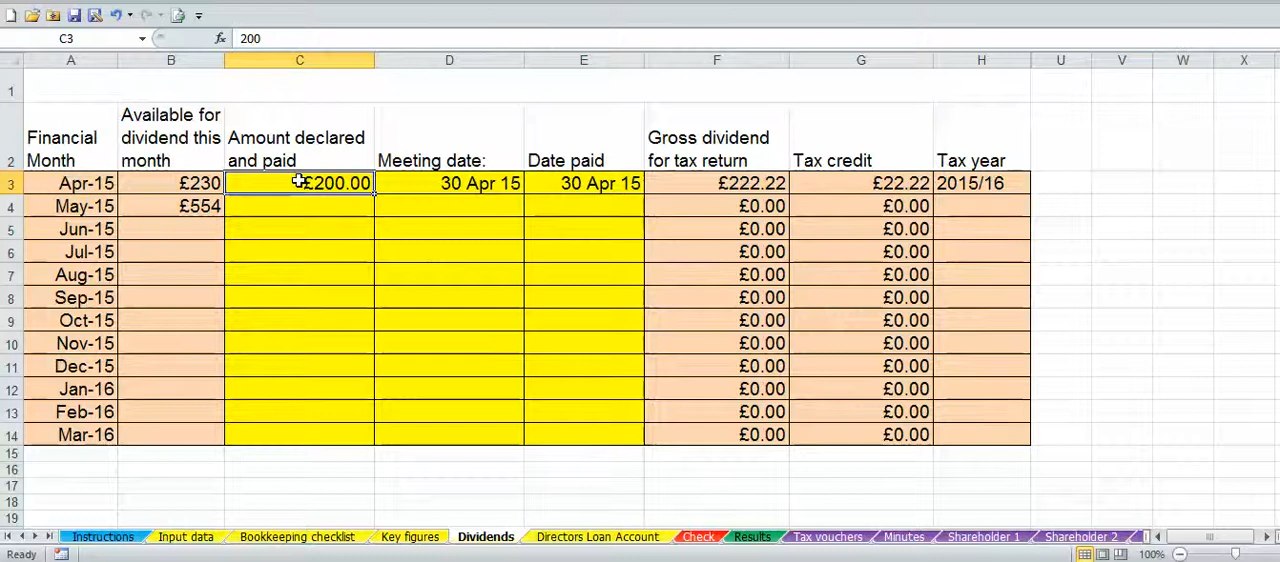 C3 fx 200
A B C D E F G H U V W X
1
2 Financial Month Available for dividend this month Amount declared and paid Meeting date: Date paid Gross dividend for tax return Tax credit Tax year
3 Apr-15 £230 £200.00 30 Apr 15 30 Apr 15 £222.22 £22.22 2015/16
4 May-15 £554 £0.00 £0.00
5 Jun-15 £0.00 £0.00
6 Jul-15 £0.00 £0.00
7 Aug-15 £0.00 £0.00
8 Sep-15 £0.00 £0.00
9 Oct-15 £0.00 £0.00
10 Nov-15 £0.00 £0.00
11 Dec-15 £0.00 £0.00
12 Jan-16 £0.00 £0.00
13 Feb-16 £0.00 £0.00
14 Mar-16 £0.00 £0.00
15
16
17
18
19
Instructions Input data Bookkeeping checklist Key figures Dividends Directors Loan Account Check Results Tax vouchers Minutes Shareholder 1 Shareholder 2
Ready 100%